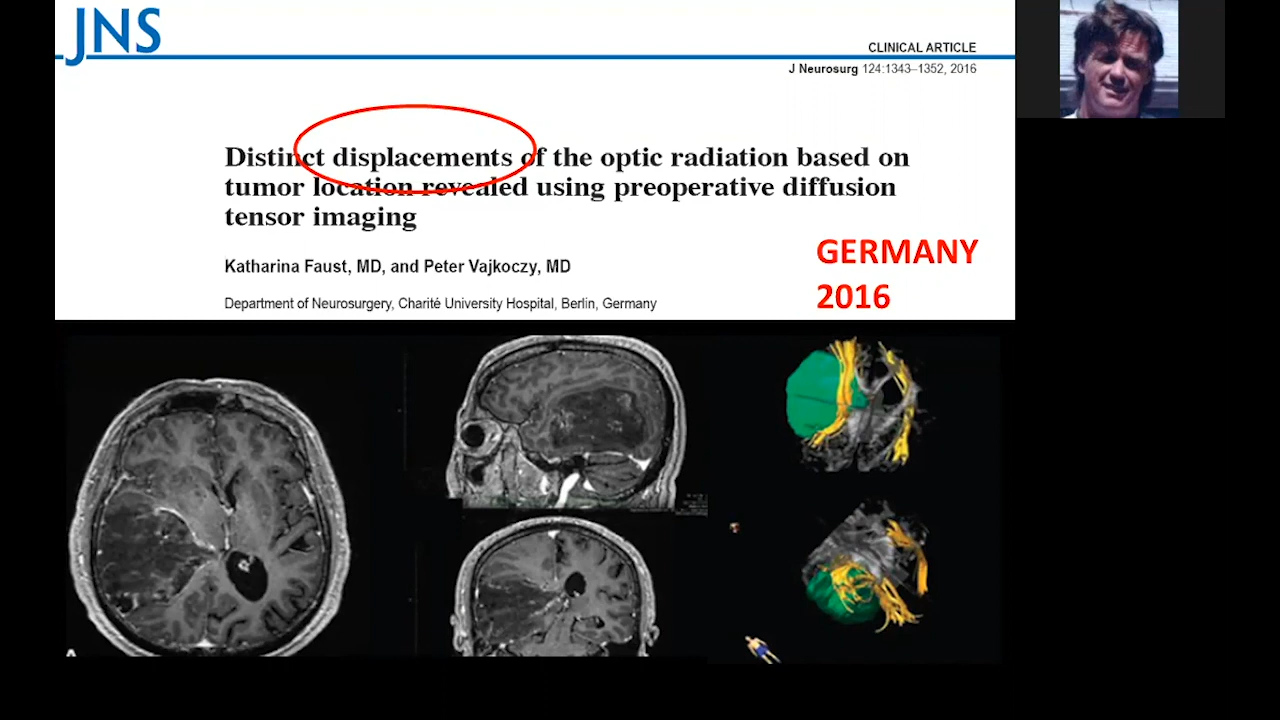 JNS
CLINICAL ARTICLE
J Neurosurg 124:1343–1352, 2016
Distinct displacements of the optic radiation based on
tumor location revealed using preoperative diffusion
tensor imaging
Katharina Faust, MD, and Peter Vajkoczy, MD
Department of Neurosurgery, Charité University Hospital, Berlin, Germany
GERMANY
2016
A